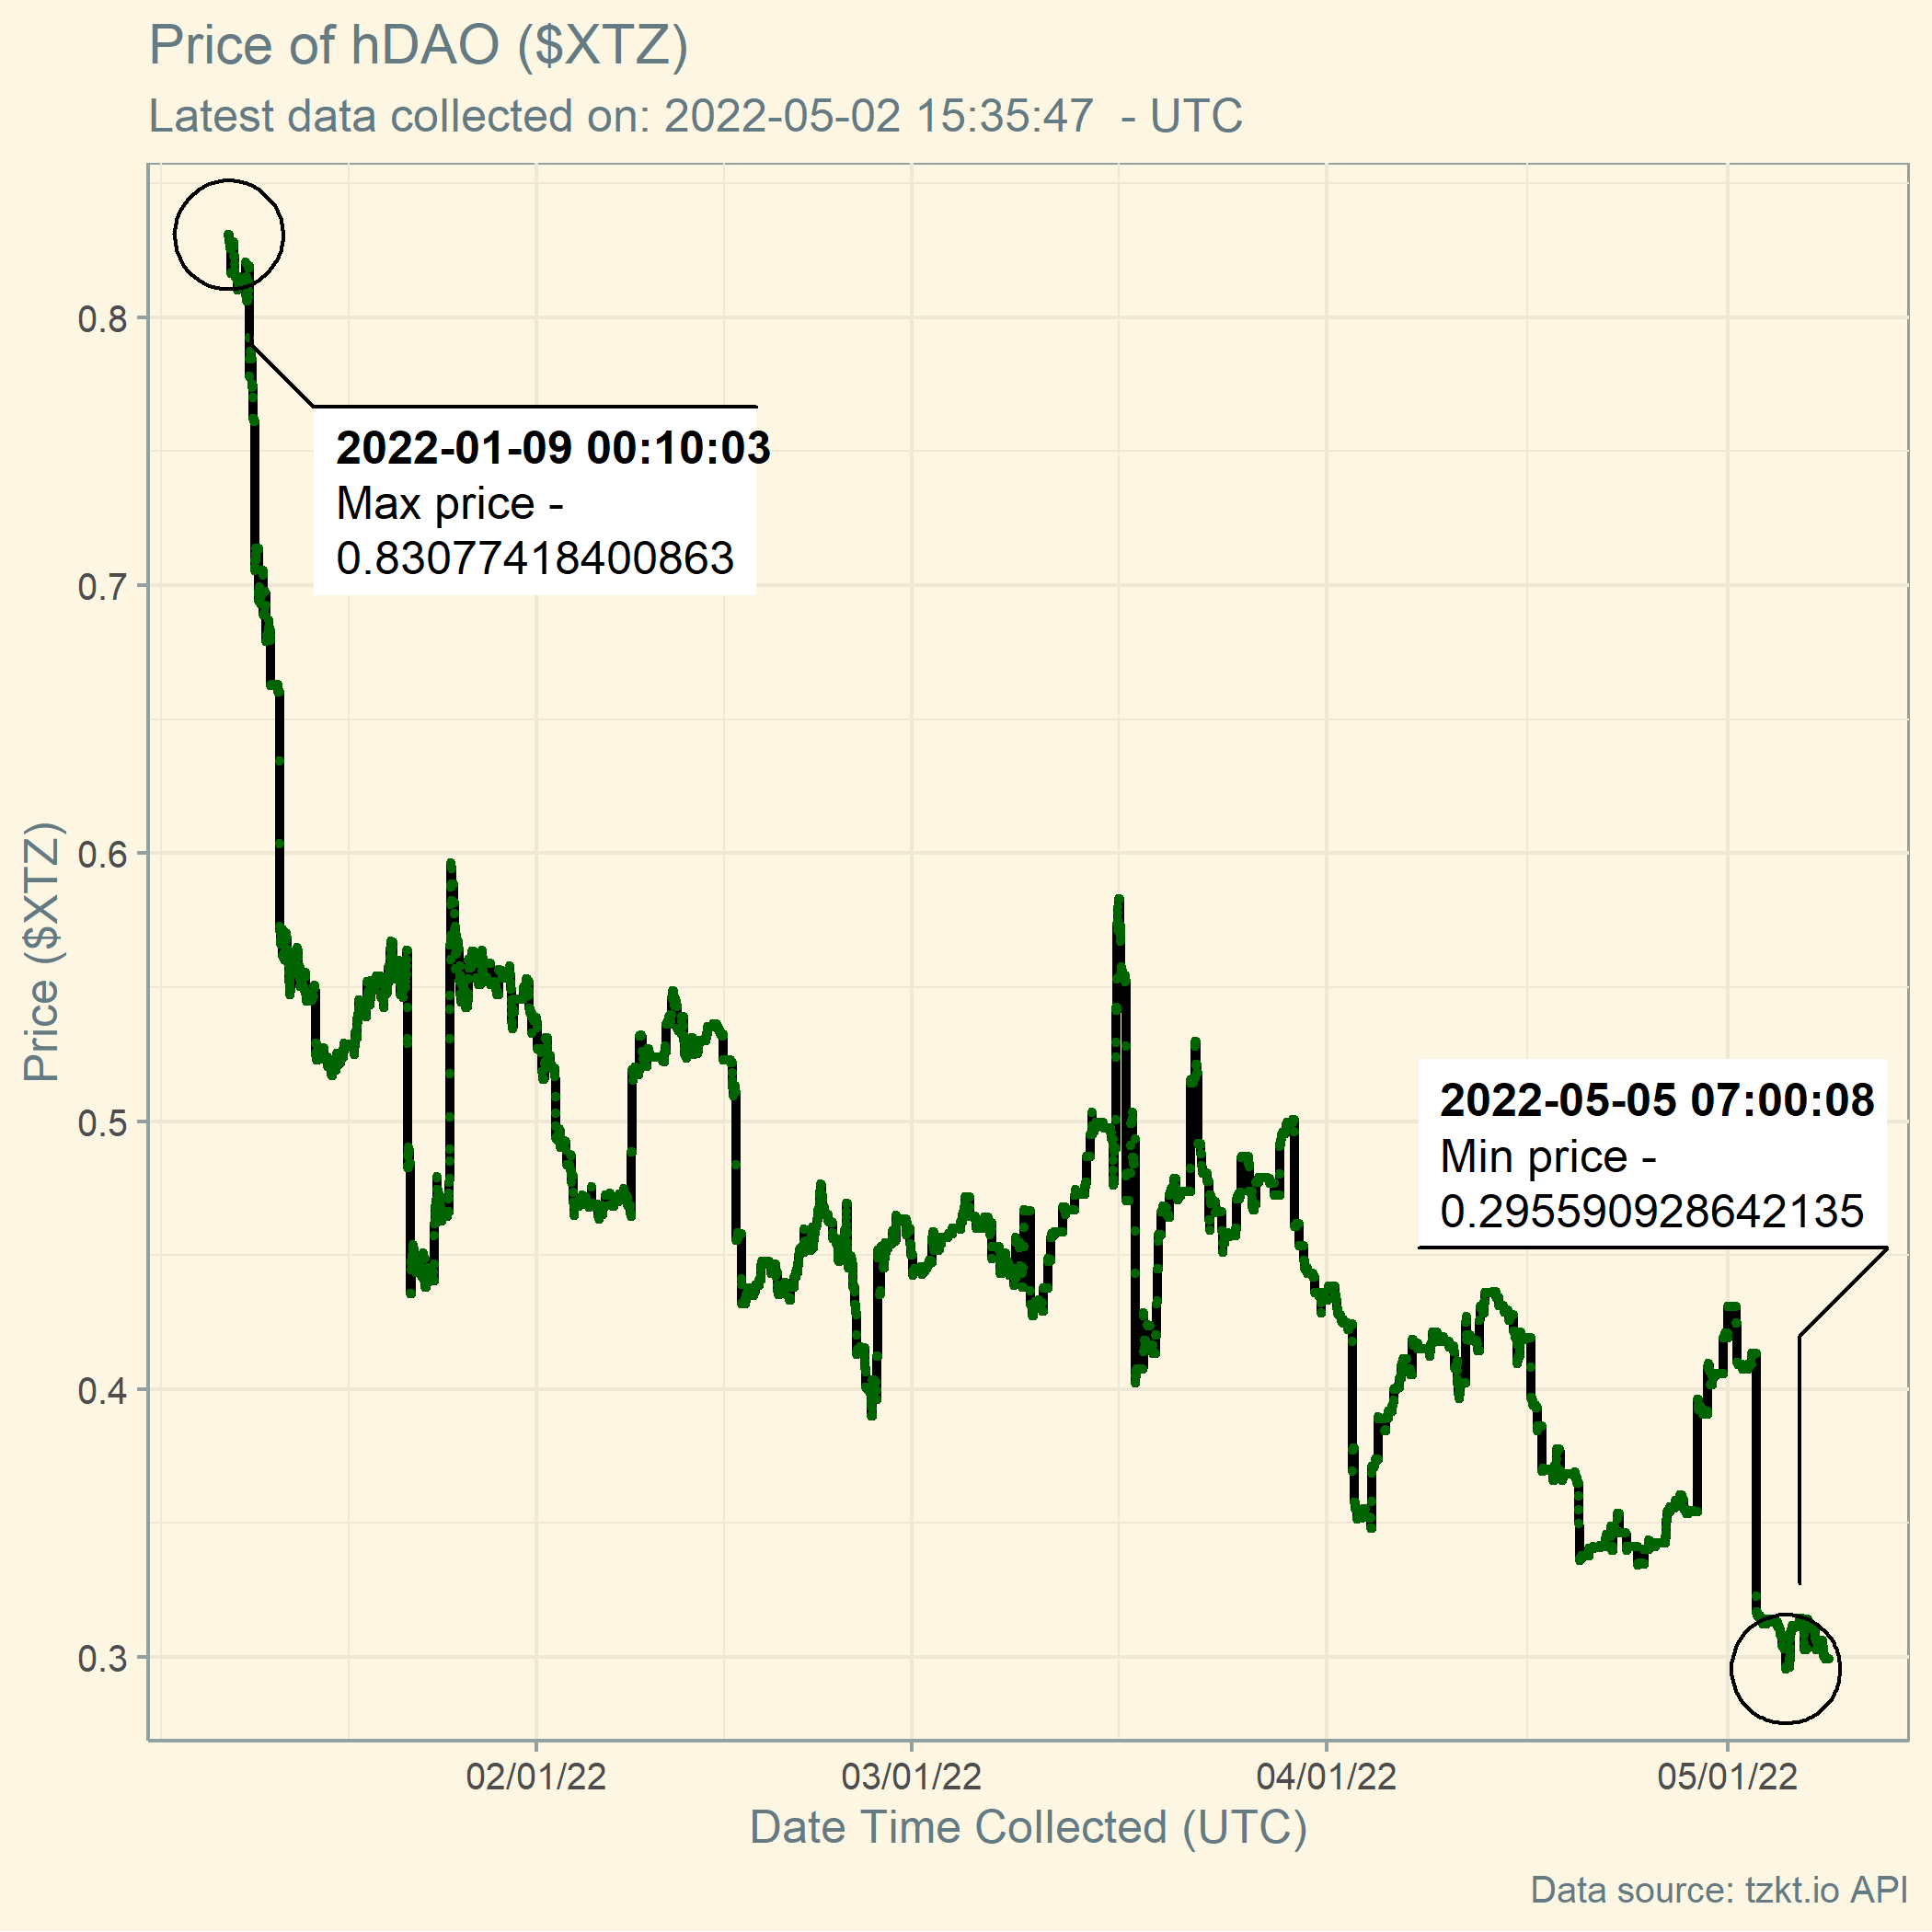 Price of hDAO ($XTZ)
Latest data collected on: 2022-05-02 15:35:47  - UTC
2022-01-09 00:10:03
Max price -
0.83077418400863
2022-05-05 07:00:08
Min price -
0.295590928642135
Price ($XTZ)
0.8
0.7
0.6
0.5
0.4
0.3
02/01/22
03/01/22
04/01/22
05/01/22
Date Time Collected (UTC)
Data source: tzkt.io API